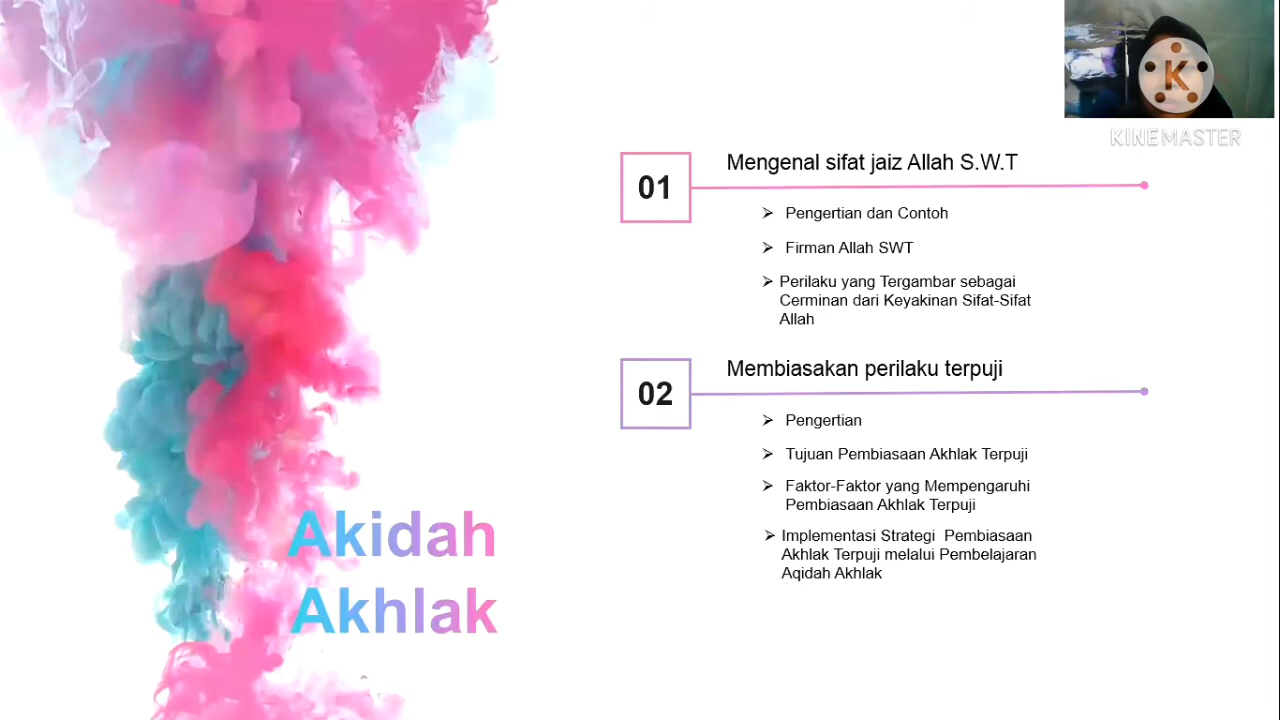 K
KINEMASTER
01
Mengenal sifat jaiz Allah S.W.T
➢ Pengertian dan Contoh
➢ Firman Allah SWT
➢ Perilaku yang Tergambar sebagai
Cerminan dari Keyakinan Sifat-Sifat
Allah
02
Membiasakan perilaku terpuji
➢ Pengertian
➢ Tujuan Pembiasaan Akhlak Terpuji
➢ Faktor-Faktor yang Mempengaruhi
Pembiasaan Akhlak Terpuji
➢ Implementasi Strategi  Pembiasaan
Akhlak Terpuji melalui Pembelajaran
Aqidah Akhlak
Akidah
Akhlak